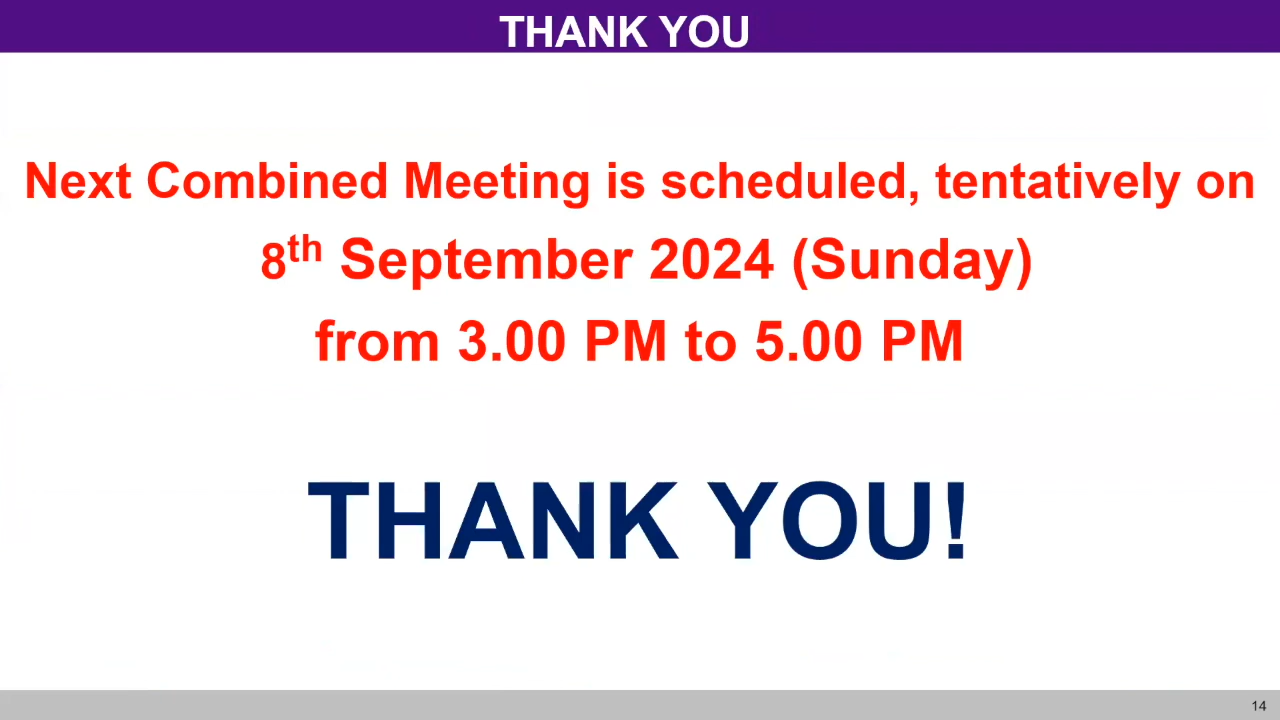 THANK YOU
Next Combined Meeting is scheduled, tentatively on
8th September 2024 (Sunday)
from 3.00 PM to 5.00 PM
THANK YOU!
14